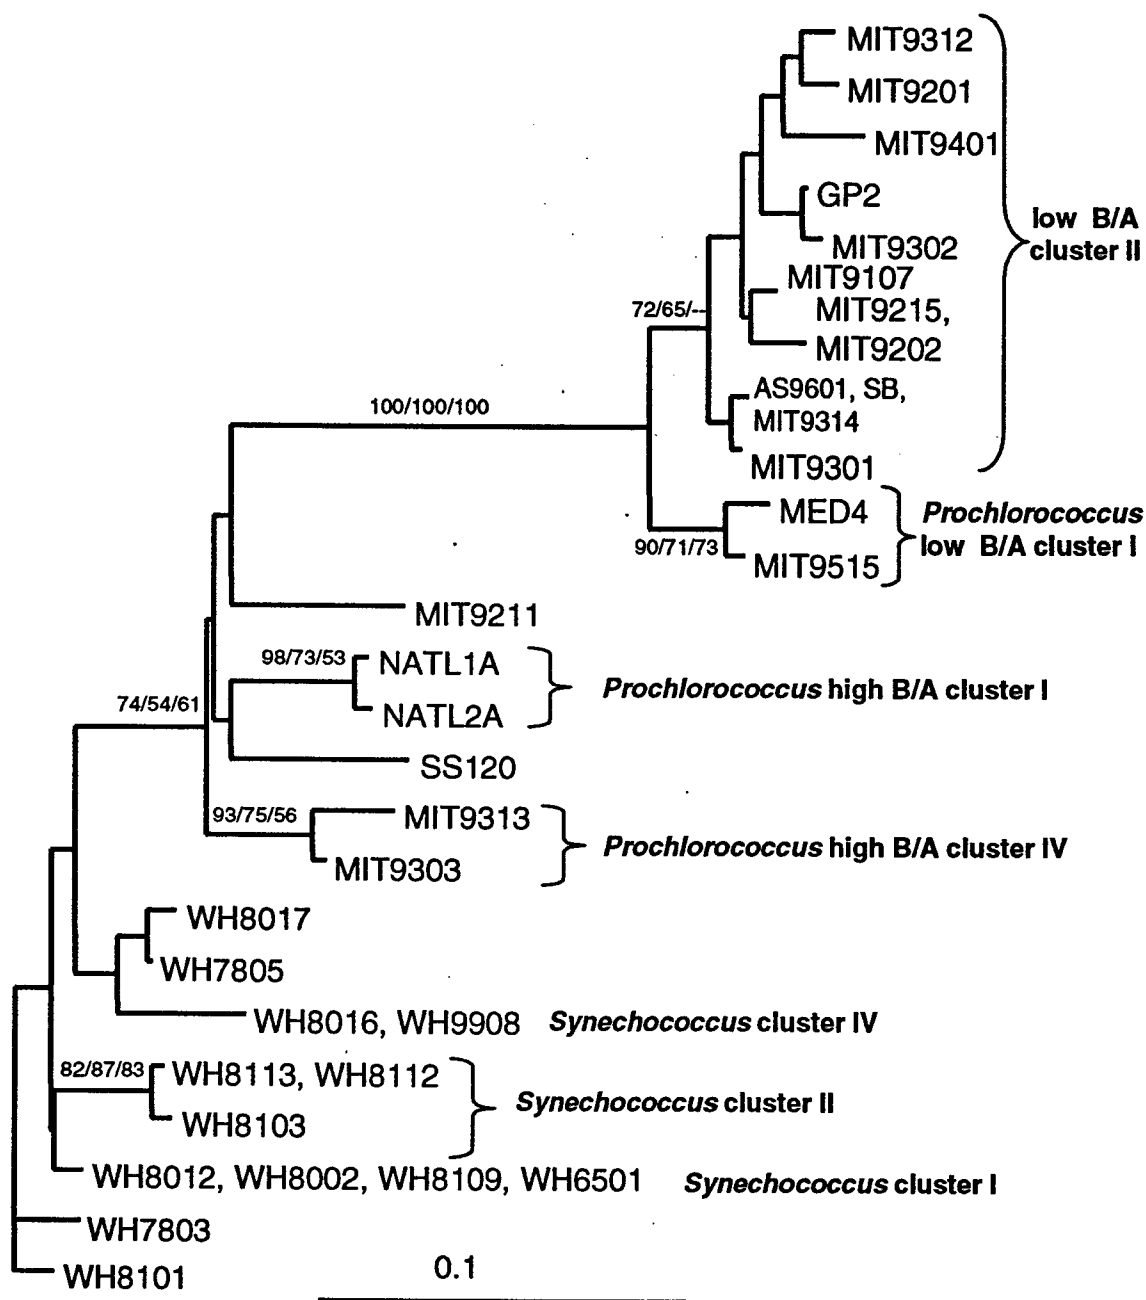 MIT9312
MIT9201
MIT9401
GP2
low B/A
cluster II
MIT9302
MIT9107
72/65/--
MIT9215,
MIT9202
AS9601, SB,
MIT9314
100/100/100
MIT9301
MED4
Prochlorococcus
low B/A cluster I
90/71/73
MIT9515
MIT9211
98/73/53
NATL1A
Prochlorococcus high B/A cluster I
74/54/61
NATL2A
SS120
93/75/56
MIT9313
Prochlorococcus high B/A cluster IV
MIT9303
WH8017
WH7805
WH8016, WH9908 Synechococcus cluster IV
82/87/83
WH8113, WH8112
Synechococcus cluster II
WH8103
WH8012, WH8002, WH8109, WH6501 Synechococcus cluster I
WH7803
0.1
WH8101